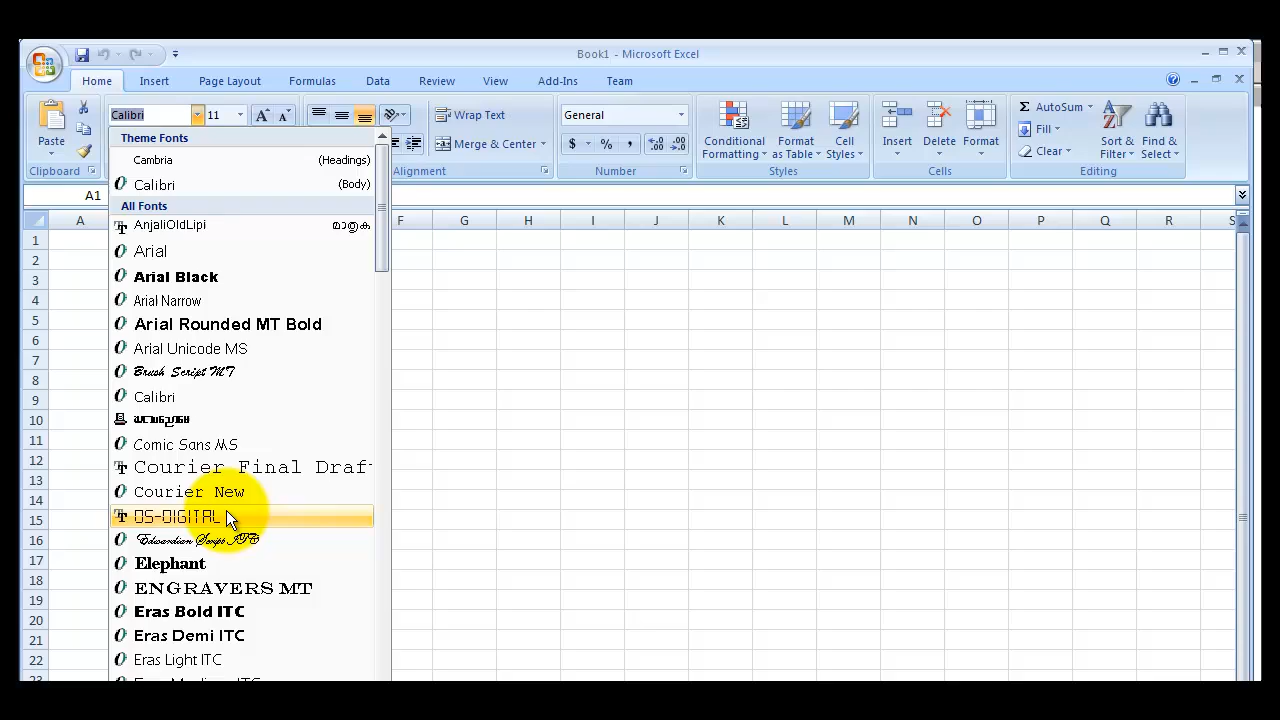 Book1 - Microsoft Excel
Home Insert Page Layout Formulas Data Review View Add-Ins Team
Calibri 11 Wrap Text General AutoSum
Paste Merge & Center $ % , Conditional Formatting Format as Table Cell Styles Insert Delete Format Fill Clear Sort & Filter Find & Select
Clipboard Alignment Number Styles Cells Editing
A1
A F G H I J K L M N O P Q R S
Theme Fonts
Cambria (Headings)
Calibri (Body)
All Fonts
AnjaliOldLipi
Arial
Arial Black
Arial Narrow
Arial Rounded MT Bold
Arial Unicode MS
Brush Script MT
Calibri
Comic Sans MS
Courier Final Draf
Courier New
DS-DIGITAL
Edwardian Script ITC
Elephant
ENGRAVERS MT
Eras Bold ITC
Eras Demi ITC
Eras Light ITC
1
2
3
4
5
6
7
8
9
10
11
12
13
14
15
16
17
18
19
20
21
22
23